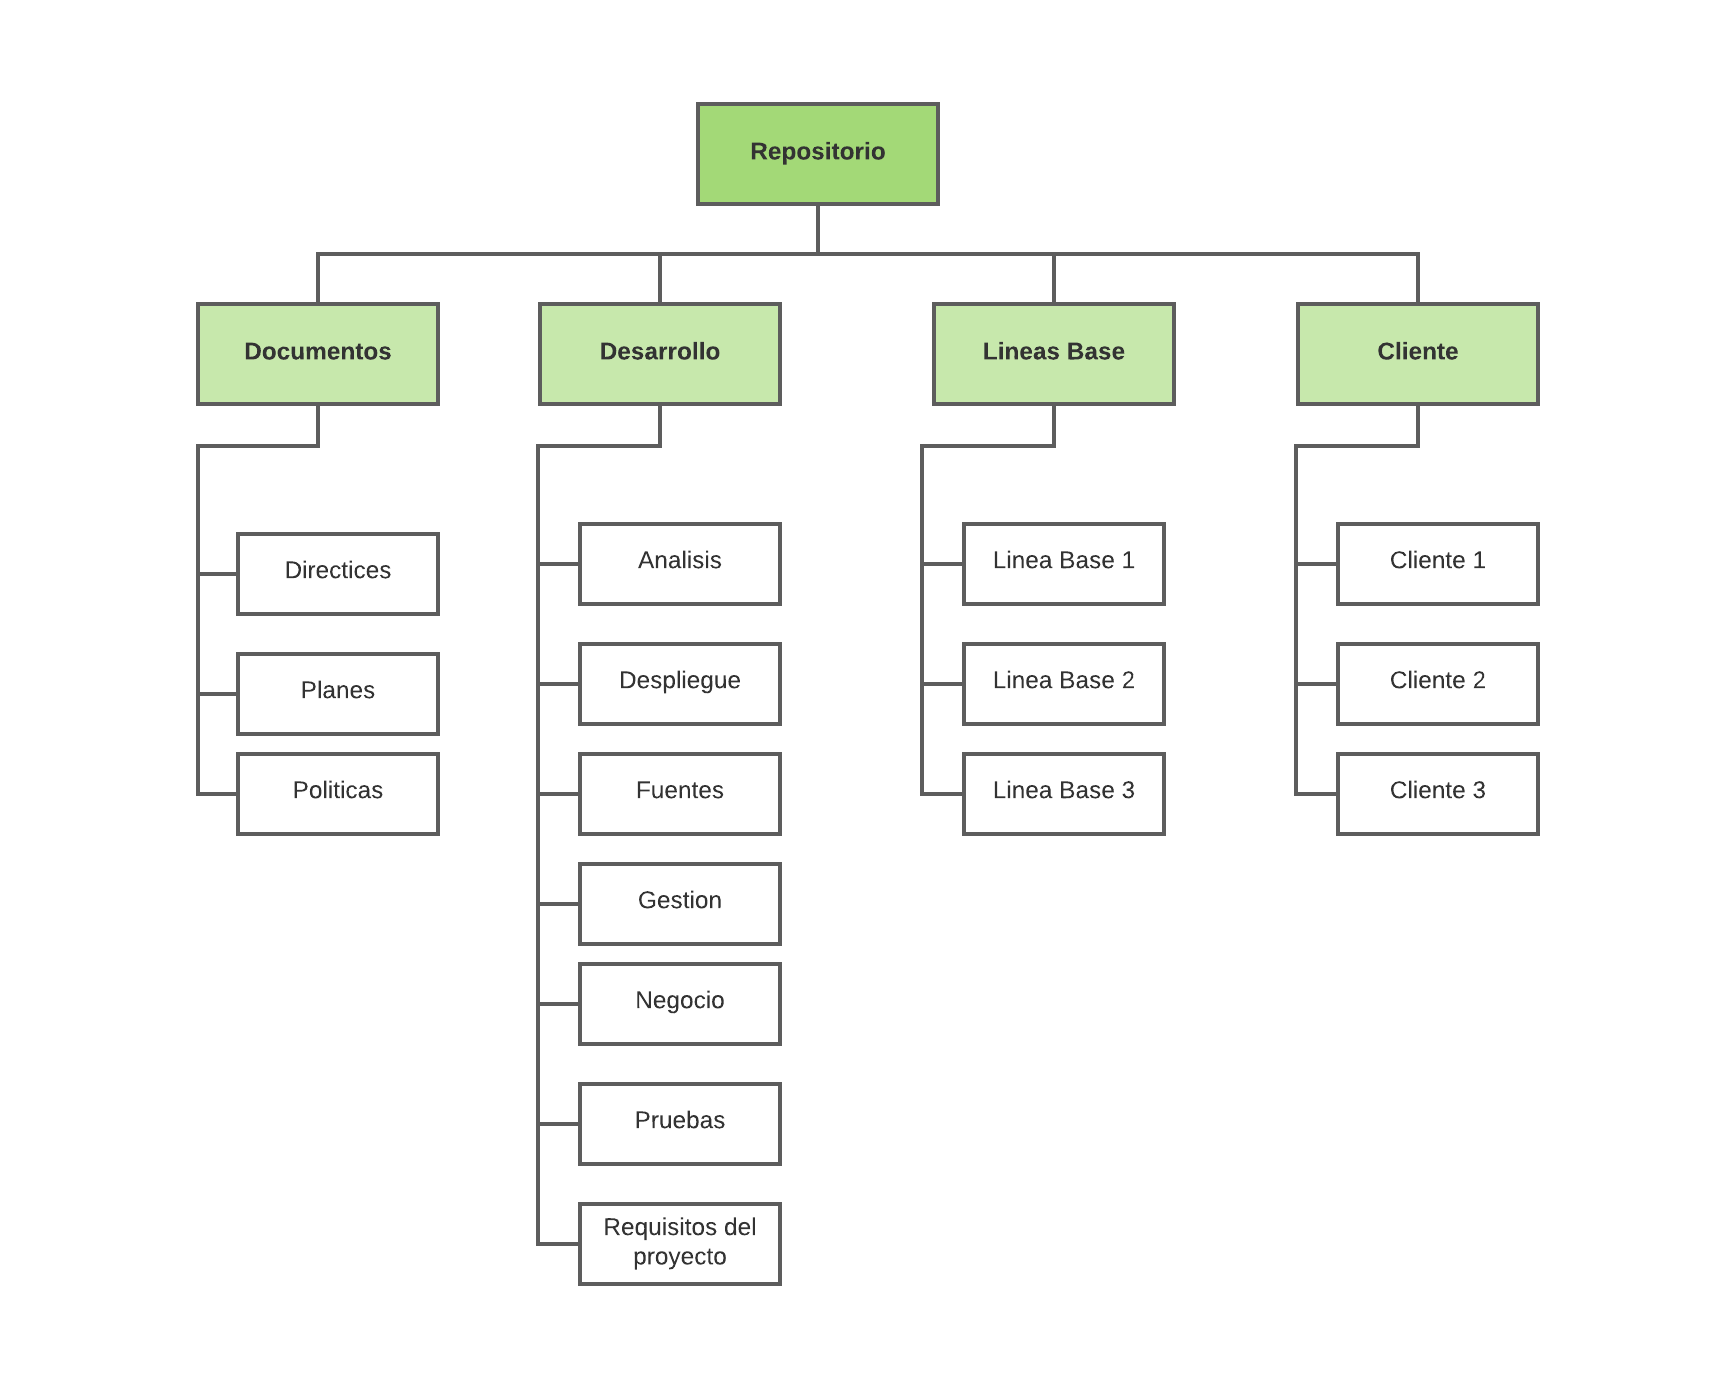 Repositorio
Documentos
Desarrollo
Lineas Base
Cliente
Directices
Planes
Politicas
Analisis
Despliegue
Fuentes
Gestion
Negocio
Pruebas
Requisitos del
proyecto
Linea Base 1
Linea Base 2
Linea Base 3
Cliente 1
Cliente 2
Cliente 3